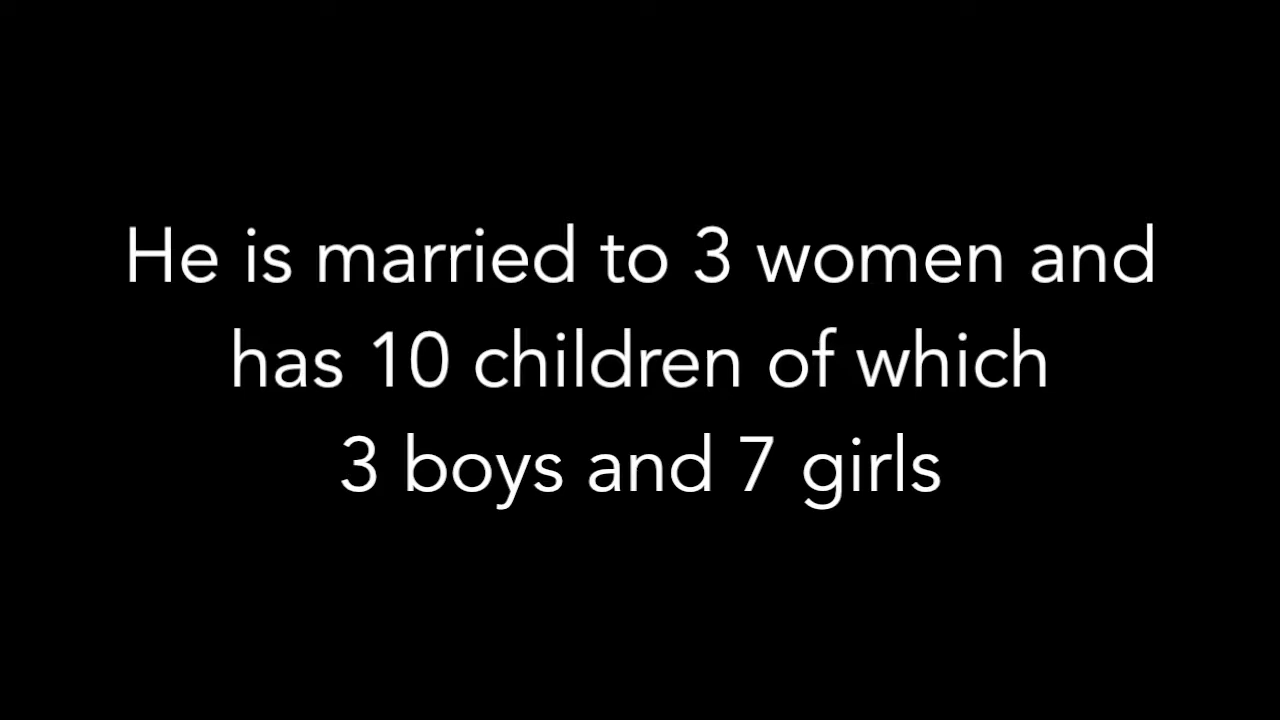 He is married to 3 women and
has 10 children of which
3 boys and 7 girls